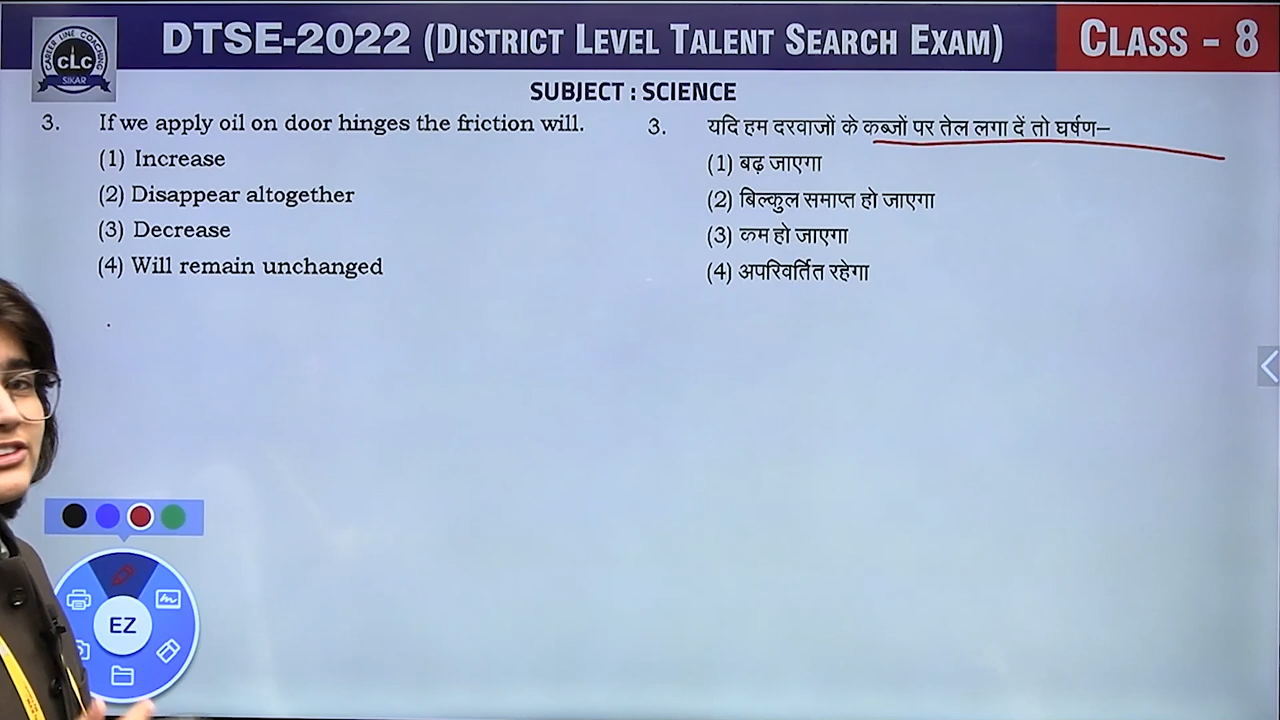 CAREER LINE COACHING
CLC
SIKAR
DTSE-2022 (DISTRICT LEVEL TALENT SEARCH EXAM)
CLASS - 8
SUBJECT : SCIENCE
3. If we apply oil on door hinges the friction will.
(1) Increase
(2) Disappear altogether
(3) Decrease
(4) Will remain unchanged
3. यदि हम दरवाजों के कब्जों पर तेल लगा दें तो घर्षण–
(1) बढ़ जाएगा
(2) बिल्कुल समाप्त हो जाएगा
(3) कम हो जाएगा
(4) अपरिवर्तित रहेगा
EZ